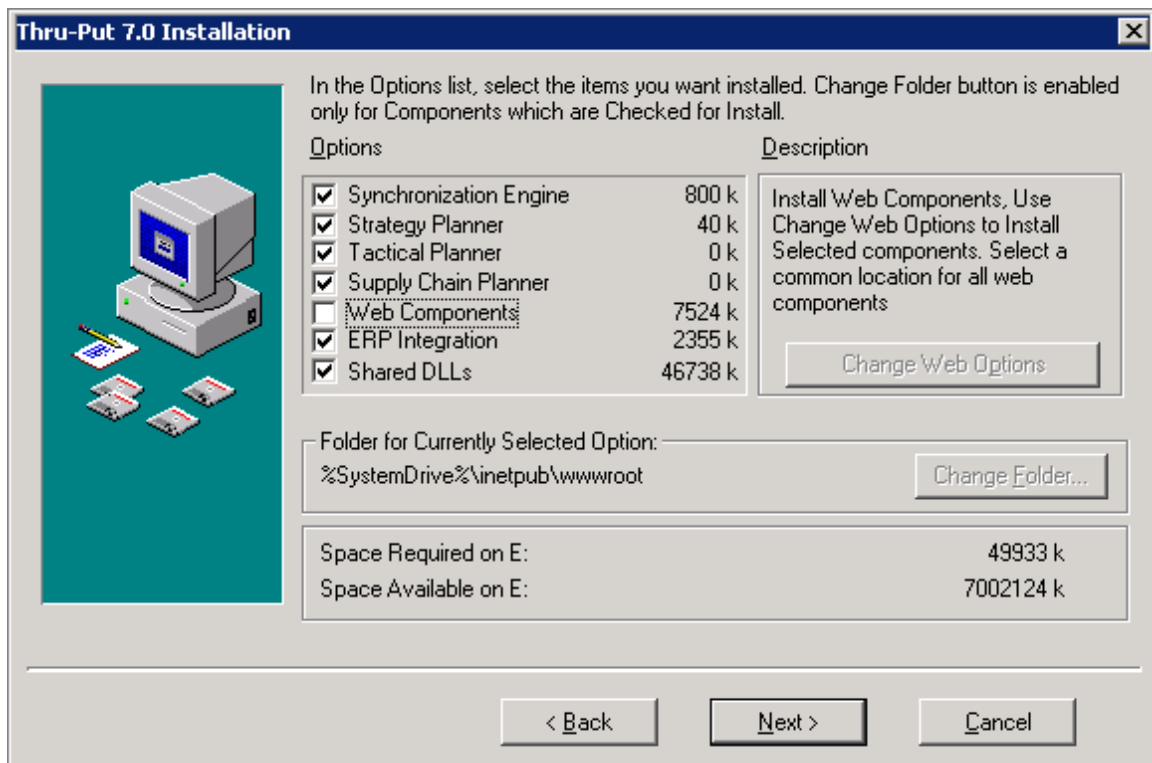 Thru-Put 7.0 Installation
In the Options list, select the items you want installed. Change Folder button is enabled
only for Components which are Checked for Install.
Options
Description
Synchronization Engine 800 k
Strategy Planner 40 k
Tactical Planner 0 k
Supply Chain Planner 0 k
Web Components 7524 k
ERP Integration 2355 k
Shared DLLs 46738 k
Install Web Components, Use
Change Web Options to Install
Selected components. Select a
common location for all web
components
Change Web Options
Folder for Currently Selected Option:
%SystemDrive%\inetpub\wwwroot
Change Folder...
Space Required on E: 49933 k
Space Available on E: 7002124 k
< Back
Next >
Cancel